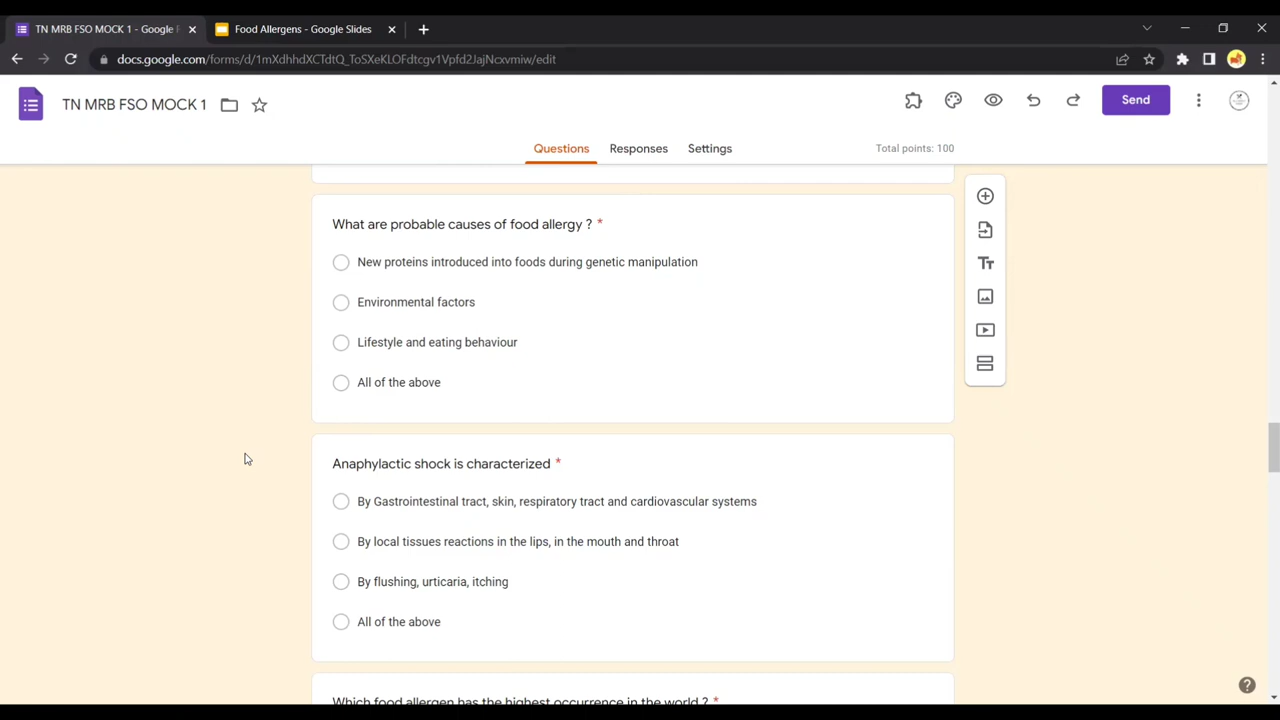 TN MRB FSO MOCK 1 - Google
Food Allergens - Google Slides
docs.google.com/forms/d/1mXdhhdXCTdtQ_ToSXeKLOFdtcgv1Vpfd2JajNcxvmiw/edit
TN MRB FSO MOCK 1
Send
Questions
Responses
Settings
Total points: 100
What are probable causes of food allergy ? *
New proteins introduced into foods during genetic manipulation
Environmental factors
Lifestyle and eating behaviour
All of the above
Anaphylactic shock is characterized *
By Gastrointestinal tract, skin, respiratory tract and cardiovascular systems
By local tissues reactions in the lips, in the mouth and throat
By flushing, urticaria, itching
All of the above
Which food allergen has the highest occurrence in the world ? *